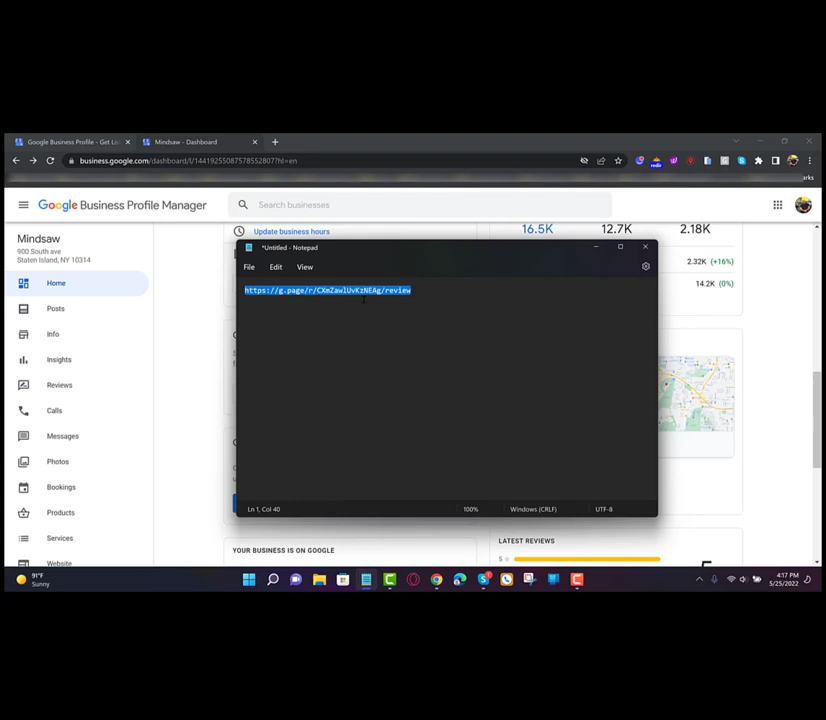 Google Business Profile - Get Lis
Mindsaw - Dashboard
business.google.com/dashboard/l/14419255087578552807?hl=en
arks
Google Business Profile Manager
Search businesses
Mindsaw
900 South ave
Staten Island, NY 10314
Home
Posts
Info
Insights
Reviews
Calls
Messages
Photos
Bookings
Products
Services
Website
Update business hours
16.5K 12.7K 2.18K
2.32K (+16%)
14.2K (0%)
*Untitled - Notepad
File Edit View
https://g.page/r/CXmZawlUvKzNEAg/review
Ln 1, Col 40 100% Windows (CRLF) UTF-8
YOUR BUSINESS IS ON GOOGLE
LATEST REVIEWS
5
91°F
Sunny
4:17 PM
5/25/2022